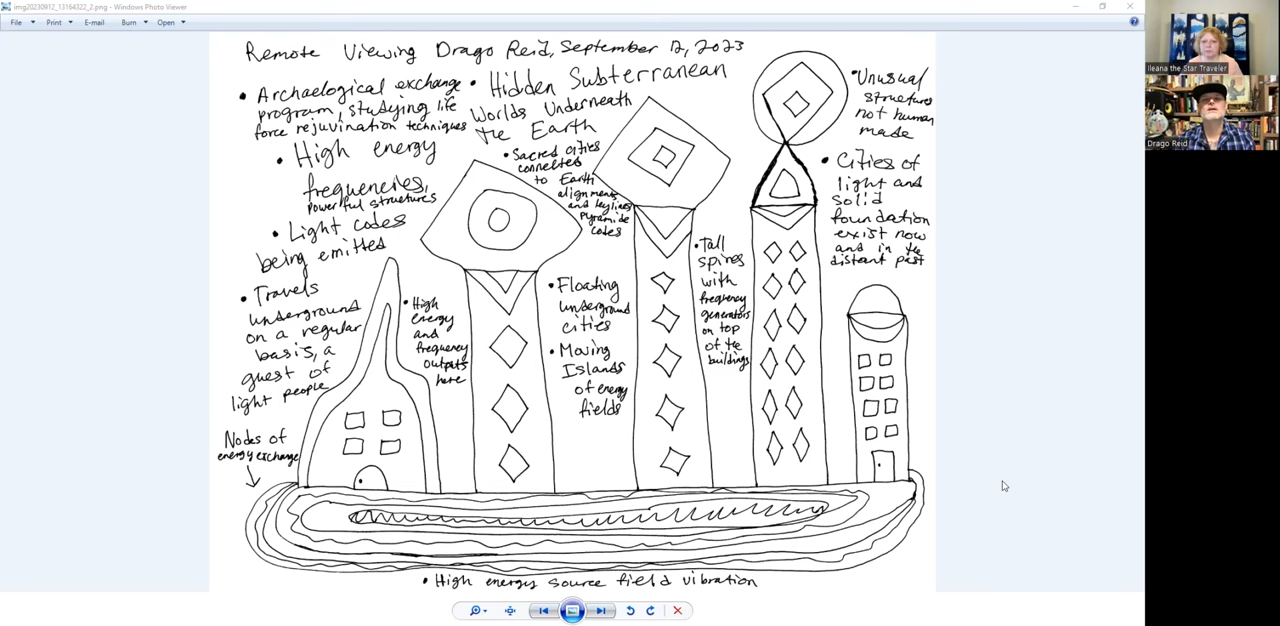 img20230912_13164322_2.png - Windows Photo Viewer
File
Print
E-mail
Burn
Open
Remote Viewing Drago Reid, September 12, 2023
• Archaelogical exchange
program, studying life
force rejuvination techniques
• High energy
frequencies,
powerful structures
• Light codes
being emitted
• Travels
underground
on a regular
basis, a
guest of
light people
Nodes of
energy exchange
• Hidden Subterranean
Worlds Underneath
the Earth
• Sacred cities
connected
to Earth
alignments
and leylines
Pyramide
codes
• High
energy
and
frequency
outputs
here
• Floating
underground
cities
• Moving
Islands
of energy
fields
• Tall
spires
with
frequency
generators
on top
of the
buildings
• Unusual
structures
not human
made
• Cities of
light and
solid
foundation
exist now
and in the
distant past
• High energy source field vibration
Ileana the Star Traveler
Drago Reid